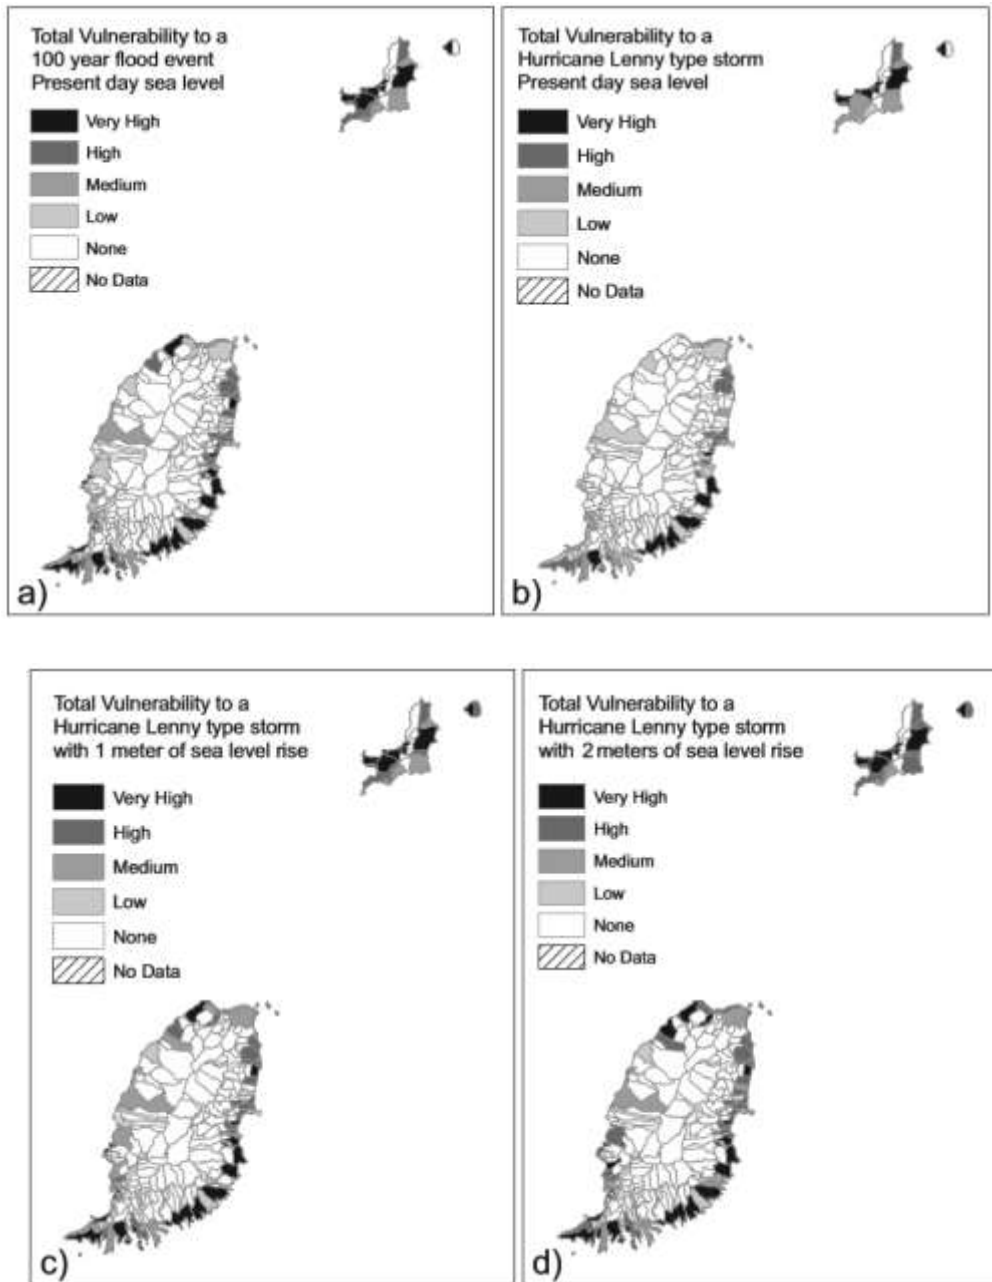 Total Vulnerability to a
100 year flood event
Present day sea level
Very High
High
Medium
Low
None
No Data
a)
Total Vulnerability to a
Hurricane Lenny type storm
Present day sea level
Very High
High
Medium
Low
None
No Data
b)
Total Vulnerability to a
Hurricane Lenny type storm
with 1 meter of sea level rise
Very High
High
Medium
Low
None
No Data
c)
Total Vulnerability to a
Hurricane Lenny type storm
with 2 meters of sea level rise
Very High
High
Medium
Low
None
No Data
d)